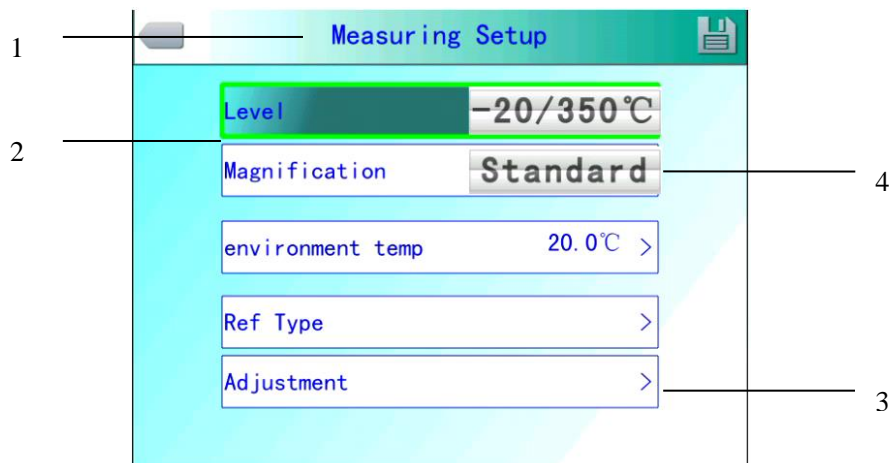 1
Measuring Setup
Level -20/350℃
2
Magnification Standard
4
environment temp 20.0℃ >
Ref Type >
Adjustment >
3